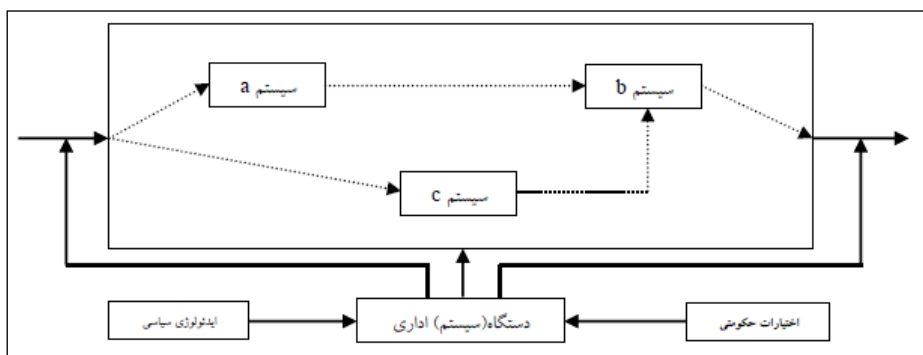 سیستم a
سیستم b
سیستم c
ایدئولوژی سیاسی
دستگاه(سیستم) اداری
اختیارات حکومتی